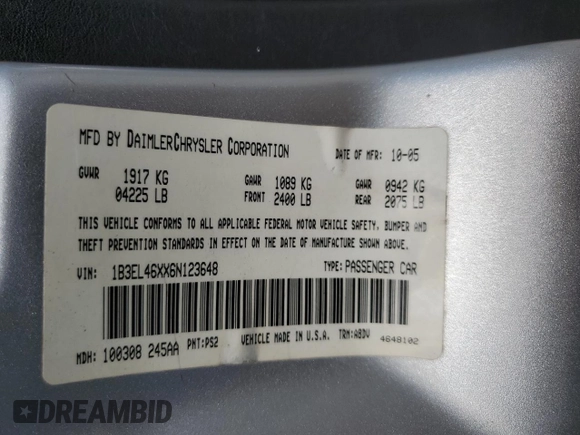 MFD BY DAIMLERCHRYSLER CORPORATION DATE OF MFR: 10-05
GVWR 1917 KG GAWR 1089 KG GAWR 0942 KG
04225 LB FRONT 2400 LB REAR 2075 LB
THIS VEHICLE CONFORMS TO ALL APPLICABLE FEDERAL MOTOR VEHICLE SAFETY, BUMPER AND
THEFT PREVENTION STANDARDS IN EFFECT ON THE DATE OF MANUFACTURE SHOWN ABOVE.
VIN: 1B3EL46XX6N123648 TYPE: PASSENGER CAR
VEHICLE MADE IN U.S.A. TRM:ABDV
MDH: 100308 245AA PNT:PS2 4648102
DREAMBID